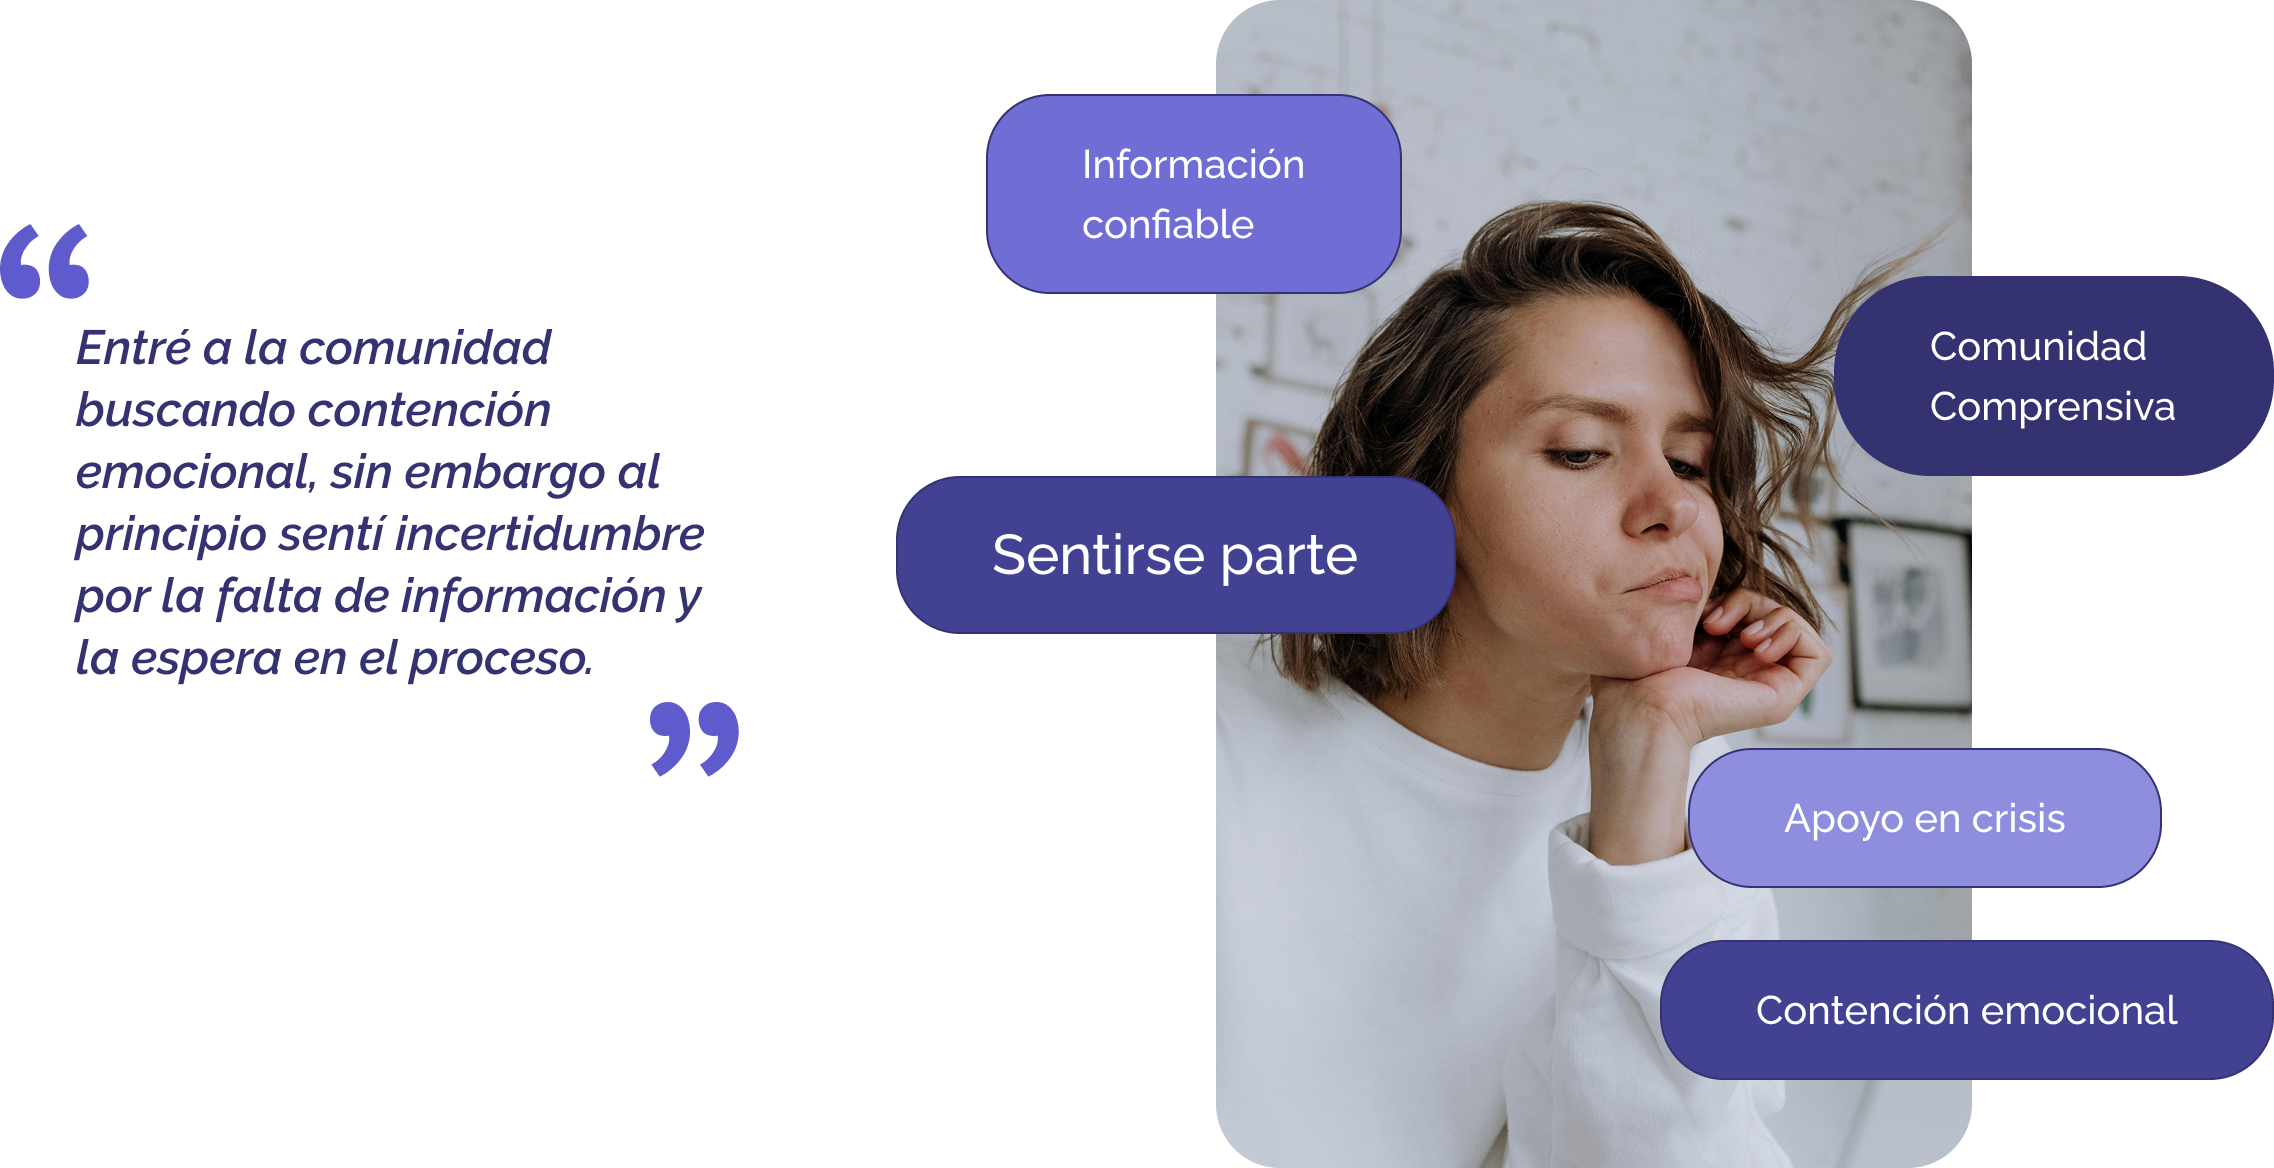 “
Entré a la comunidad
buscando contención
emocional, sin embargo al
principio sentí incertidumbre
por la falta de información y
la espera en el proceso.
”
Información
confiable
Comunidad
Comprensiva
Sentirse parte
Apoyo en crisis
Contención emocional